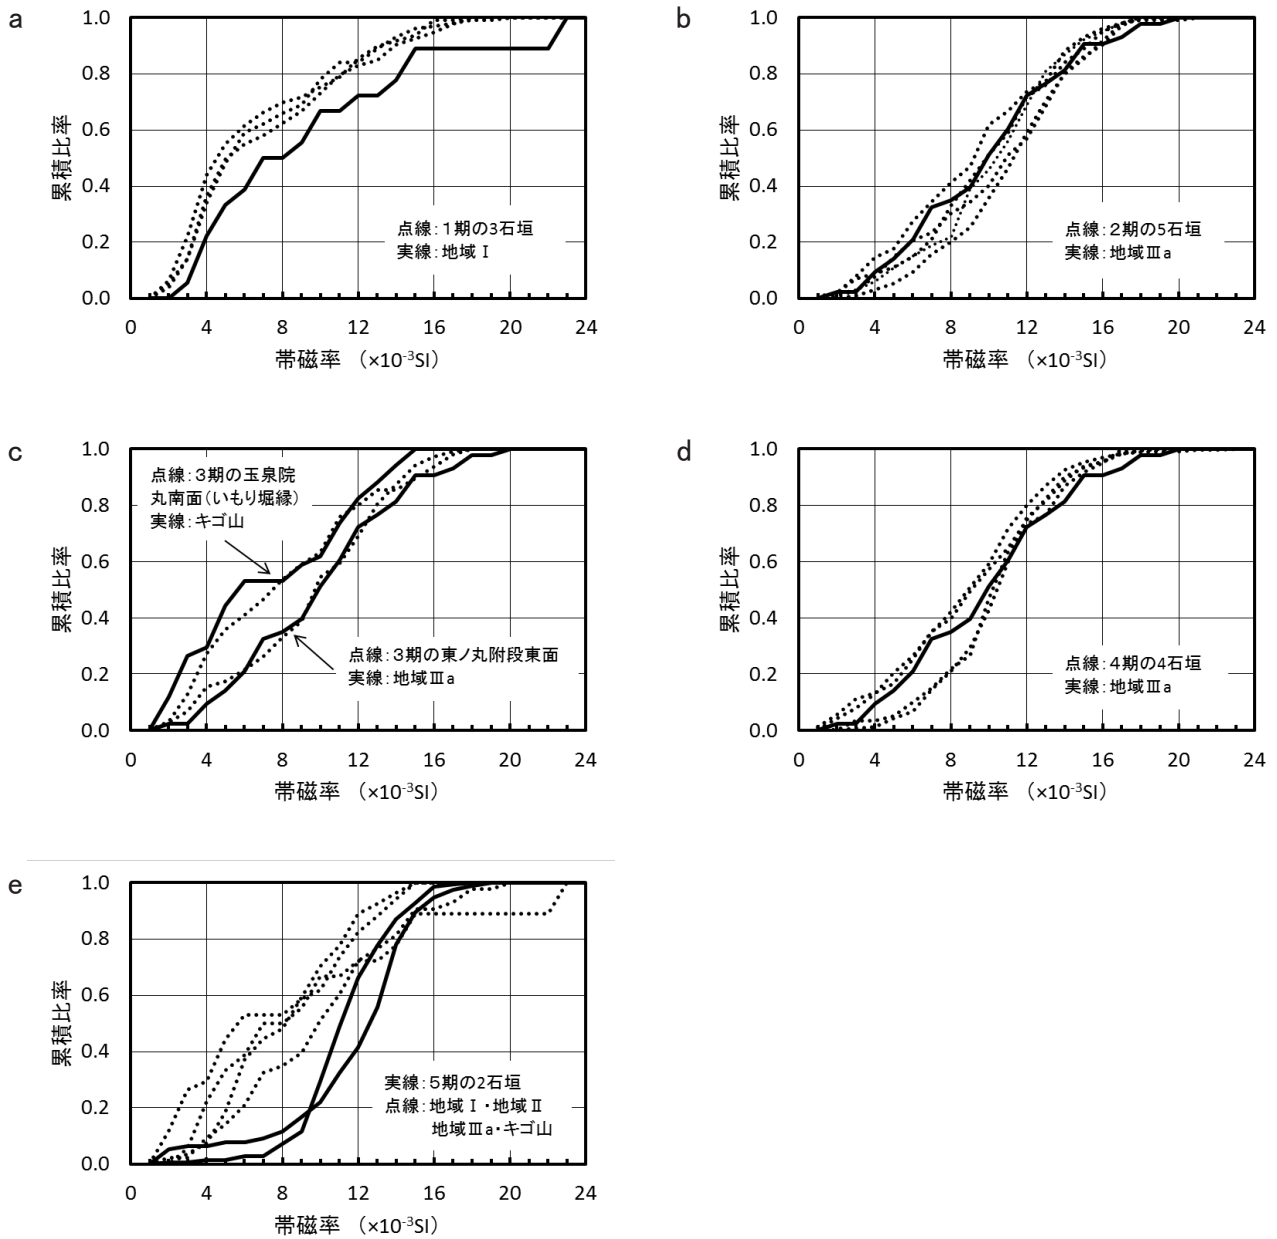 a
1.0
0.8
0.6
0.4
0.2
0.0
累積比率
点線：１期の3石垣
実線：地域Ⅰ
0 4 8 12 16 20 24
帯磁率 （×10⁻³SI）
b
1.0
0.8
0.6
0.4
0.2
0.0
累積比率
点線：２期の5石垣
実線：地域Ⅲa
0 4 8 12 16 20 24
帯磁率 （×10⁻³SI）
c
1.0
0.8
0.6
0.4
0.2
0.0
累積比率
点線：３期の玉泉院
丸南面（いもり堀縁）
実線：キゴ山
点線：３期の東ノ丸附段東面
実線：地域Ⅲa
0 4 8 12 16 20 24
帯磁率 （×10⁻³SI）
d
1.0
0.8
0.6
0.4
0.2
0.0
累積比率
点線：４期の4石垣
実線：地域Ⅲa
0 4 8 12 16 20 24
帯磁率 （×10⁻³SI）
e
1.0
0.8
0.6
0.4
0.2
0.0
累積比率
実線：５期の2石垣
点線：地域Ⅰ・地域Ⅱ
地域Ⅲa・キゴ山
0 4 8 12 16 20 24
帯磁率 （×10⁻³SI）